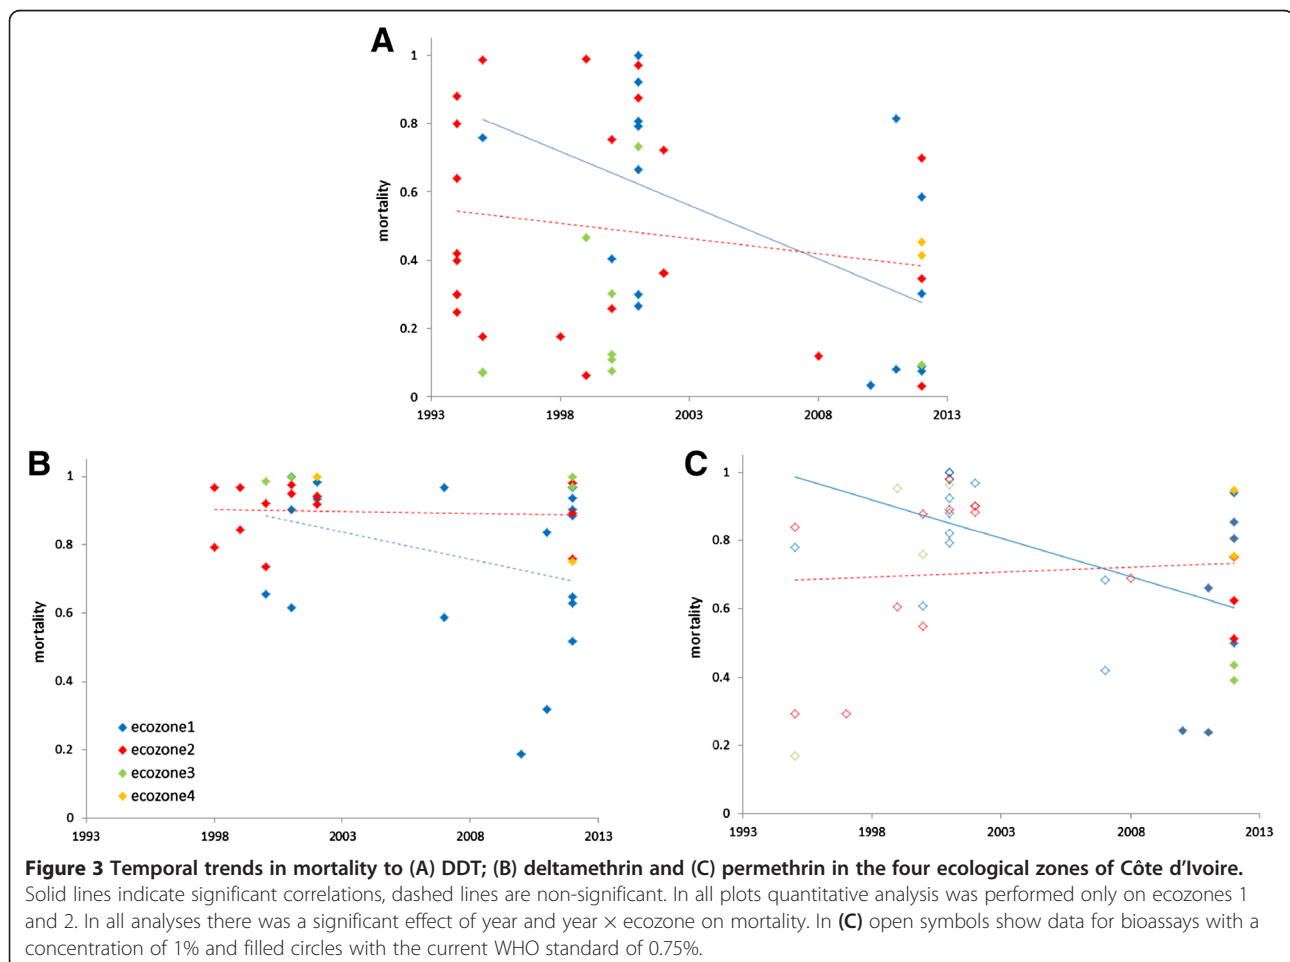 A
1
0.8
0.6
0.4
0.2
0
mortality
1993
1998
2003
2008
2013
B
1
0.8
0.6
0.4
0.2
0
mortality
ecozone1
ecozone2
ecozone3
ecozone4
1993
1998
2003
2008
2013
C
1
0.8
0.6
0.4
0.2
0
mortality
1993
1998
2003
2008
2013
Figure 3 Temporal trends in mortality to (A) DDT; (B) deltamethrin and (C) permethrin in the four ecological zones of Côte d'Ivoire.
Solid lines indicate significant correlations, dashed lines are non-significant. In all plots quantitative analysis was performed only on ecozones 1
and 2. In all analyses there was a significant effect of year and year × ecozone on mortality. In (C) open symbols show data for bioassays with a
concentration of 1% and filled circles with the current WHO standard of 0.75%.